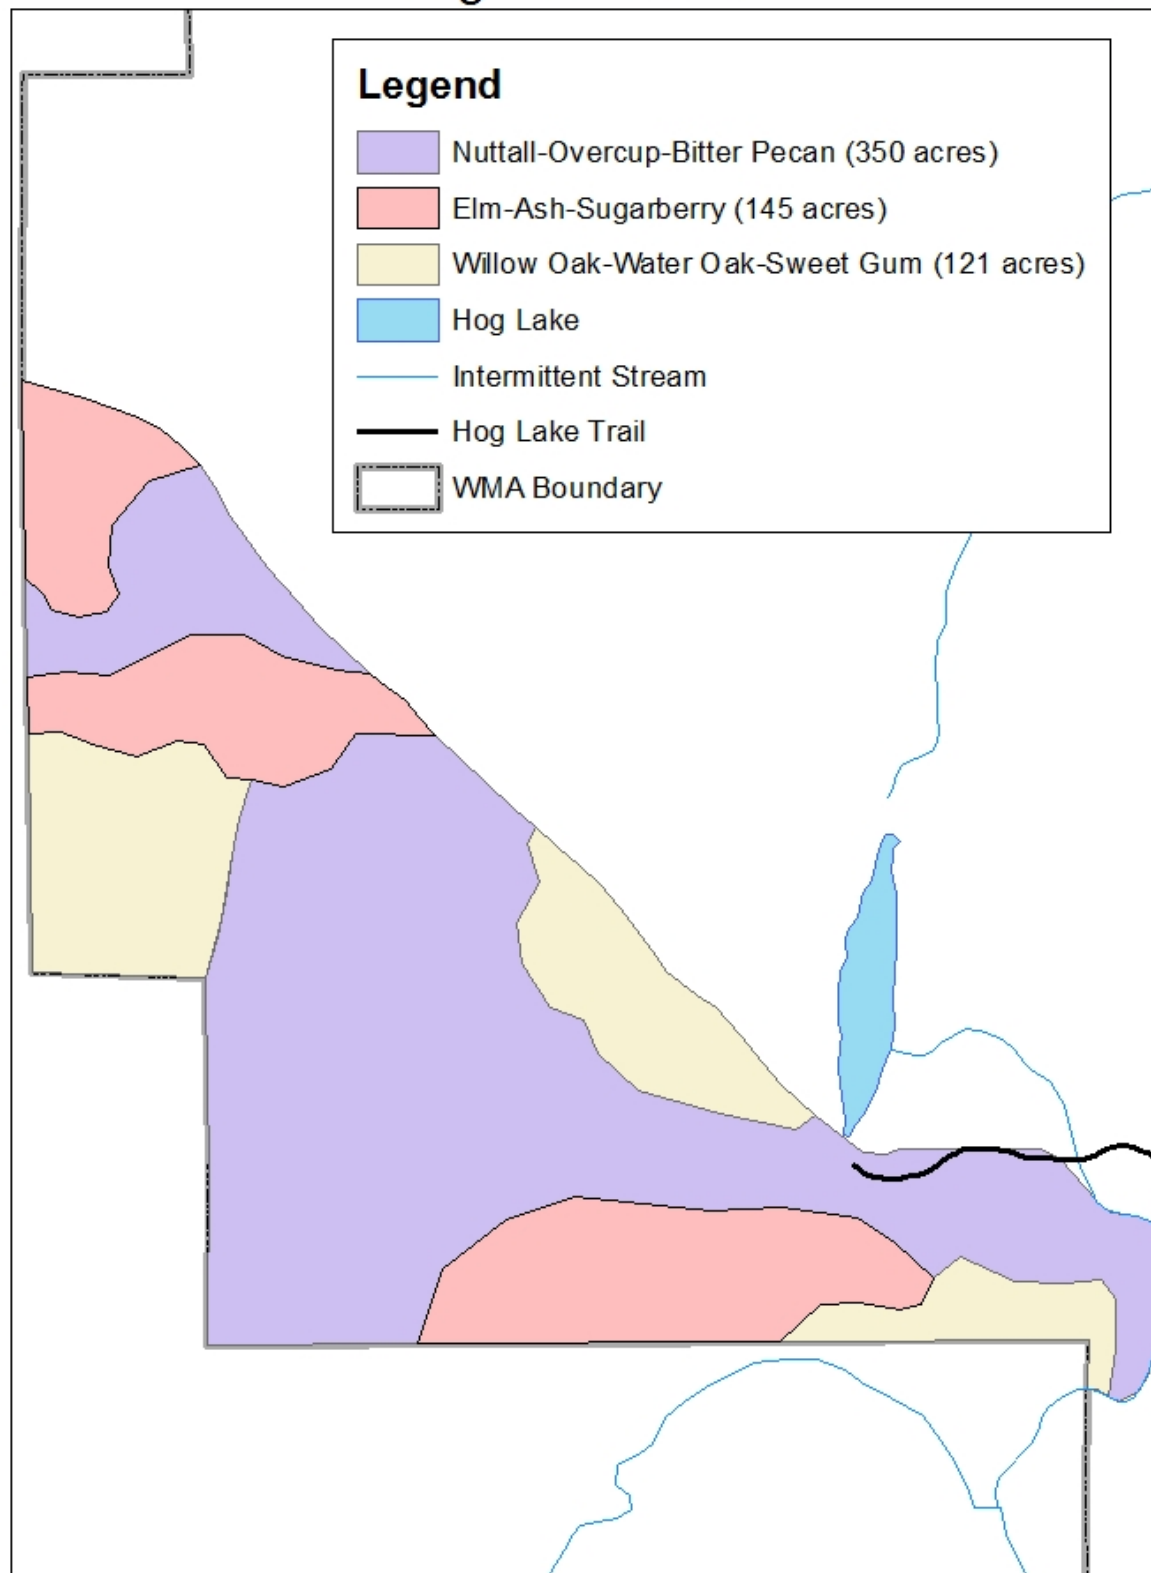 Legend
Nuttall-Overcup-Bitter Pecan (350 acres)
Elm-Ash-Sugarberry (145 acres)
Willow Oak-Water Oak-Sweet Gum (121 acres)
Hog Lake
Intermittent Stream
Hog Lake Trail
WMA Boundary